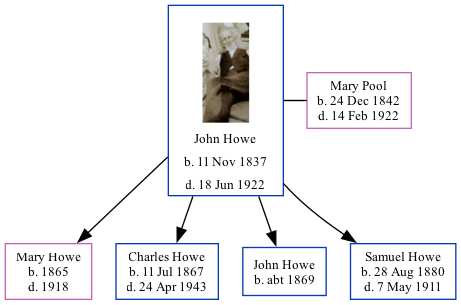 John Howe
b. 11 Nov 1837
d. 18 Jun 1922
Mary Pool
b. 24 Dec 1842
d. 14 Feb 1922
Mary Howe
b. 1865
d. 1918
Charles Howe
b. 11 Jul 1867
d. 24 Apr 1943
John Howe
b. abt 1869
Samuel Howe
b. 28 Aug 1880
d. 7 May 1911